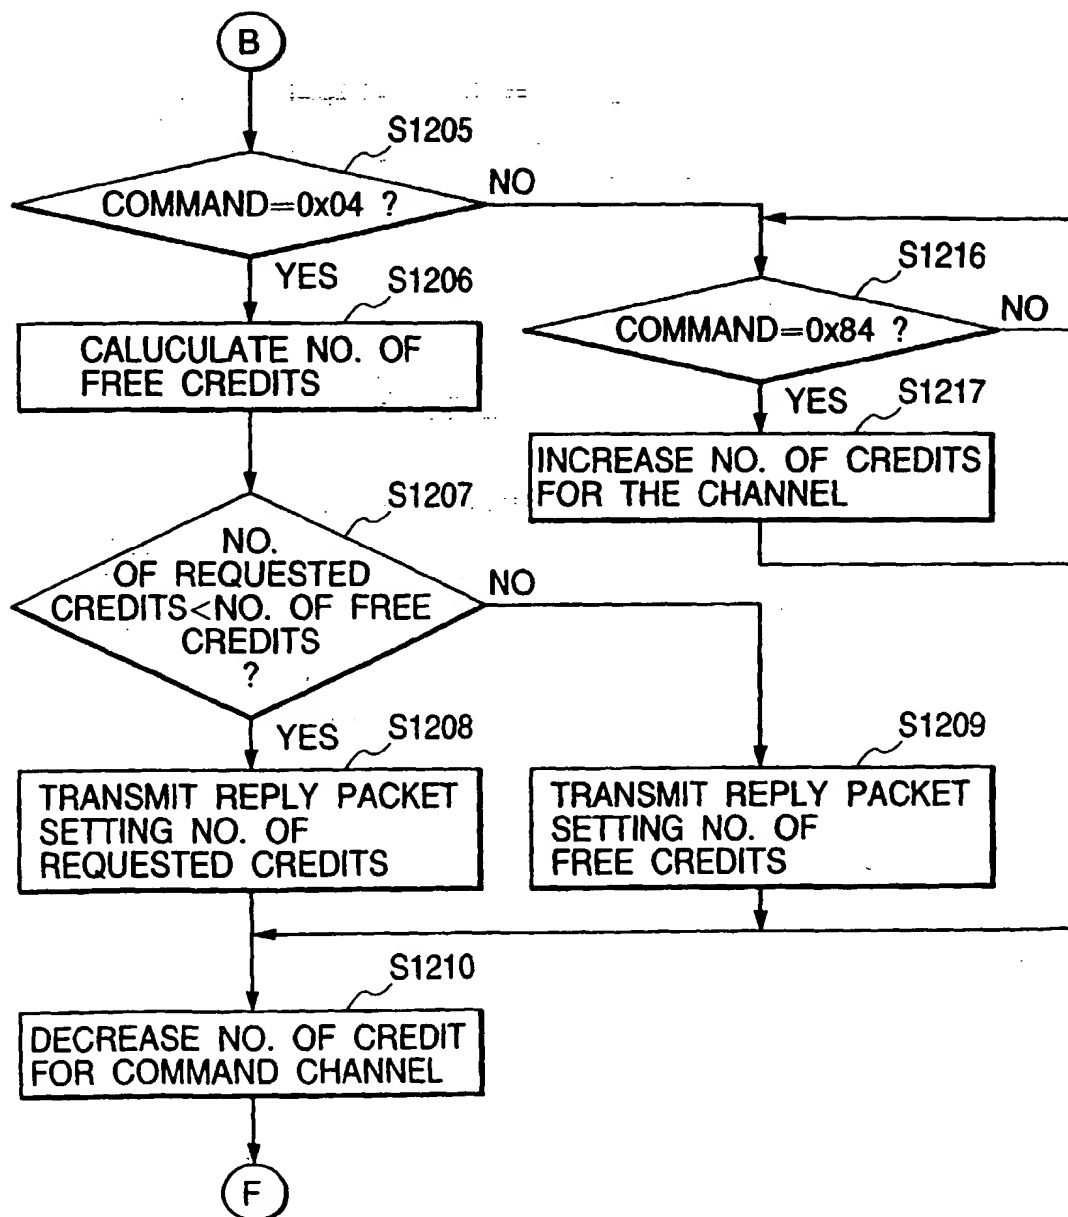 B
S1205
COMMAND=0x04 ?
NO
YES
S1206
CALUCULATE NO. OF
FREE CREDITS
S1216
COMMAND=0x84 ?
NO
YES
S1217
INCREASE NO. OF CREDITS
FOR THE CHANNEL
S1207
NO.
OF REQUESTED
CREDITS<NO. OF FREE
CREDITS
?
NO
YES
S1208
TRANSMIT REPLY PACKET
SETTING NO. OF
REQUESTED CREDITS
S1209
TRANSMIT REPLY PACKET
SETTING NO. OF
FREE CREDITS
S1210
DECREASE NO. OF CREDIT
FOR COMMAND CHANNEL
F